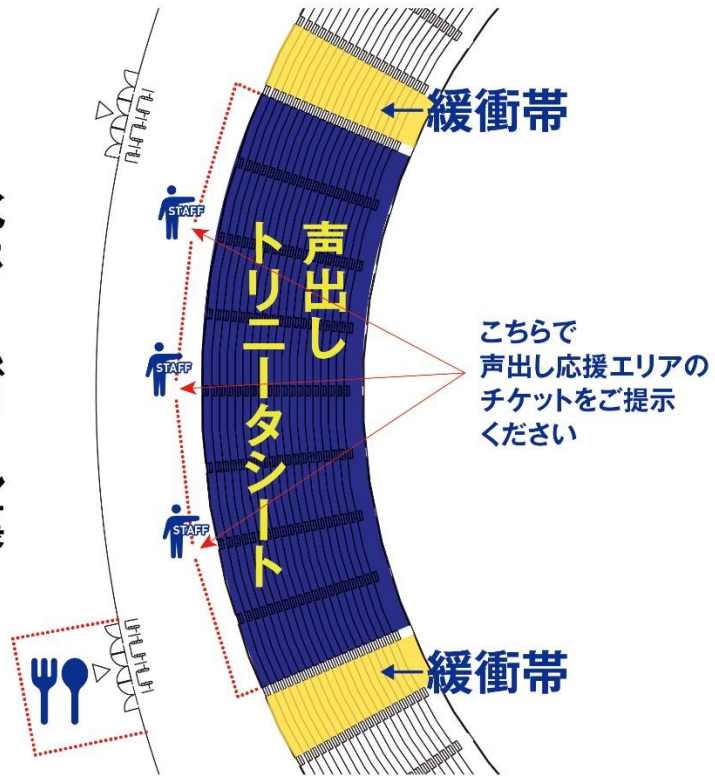 緩衝帯
STAFF
声出し
トリニータシート
STAFF
こちらで
声出し応援エリアの
チケットをご提示
ください
STAFF
緩衝帯